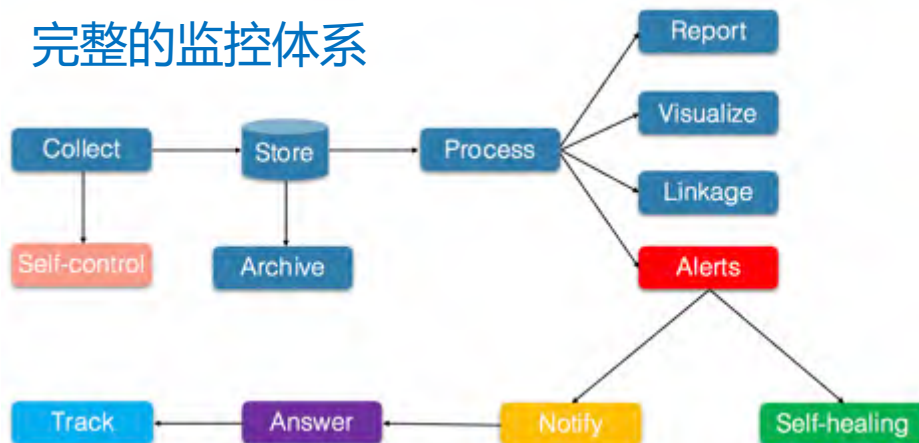 完整的监控体系
Report
Visualize
Collect
Store
Process
Linkage
Self-control
Archive
Alerts
Track
Answer
Notify
Self-healing